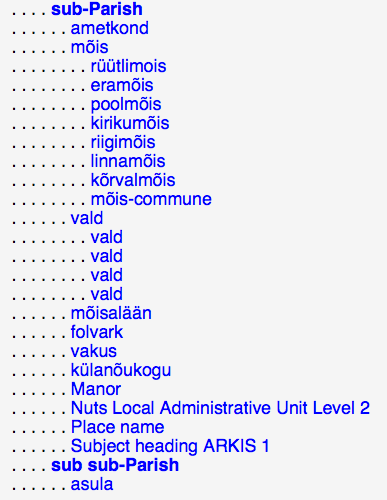 . . . . sub-Parish
. . . . . . ametkond
. . . . . . mõis
. . . . . . . . rüütlimois
. . . . . . . . eramõis
. . . . . . . . poolmõis
. . . . . . . . kirikumõis
. . . . . . . . riigimõis
. . . . . . . . linnamõis
. . . . . . . . kõrvalmõis
. . . . . . . . mõis-commune
. . . . . . vald
. . . . . . . . vald
. . . . . . . . vald
. . . . . . . . vald
. . . . . . . . vald
. . . . . . mõisalään
. . . . . . folvark
. . . . . . vakus
. . . . . . külanõukogu
. . . . . . Manor
. . . . . . Nuts Local Administrative Unit Level 2
. . . . . . Place name
. . . . . . Subject heading ARKIS 1
. . . . sub sub-Parish
. . . . . . asula